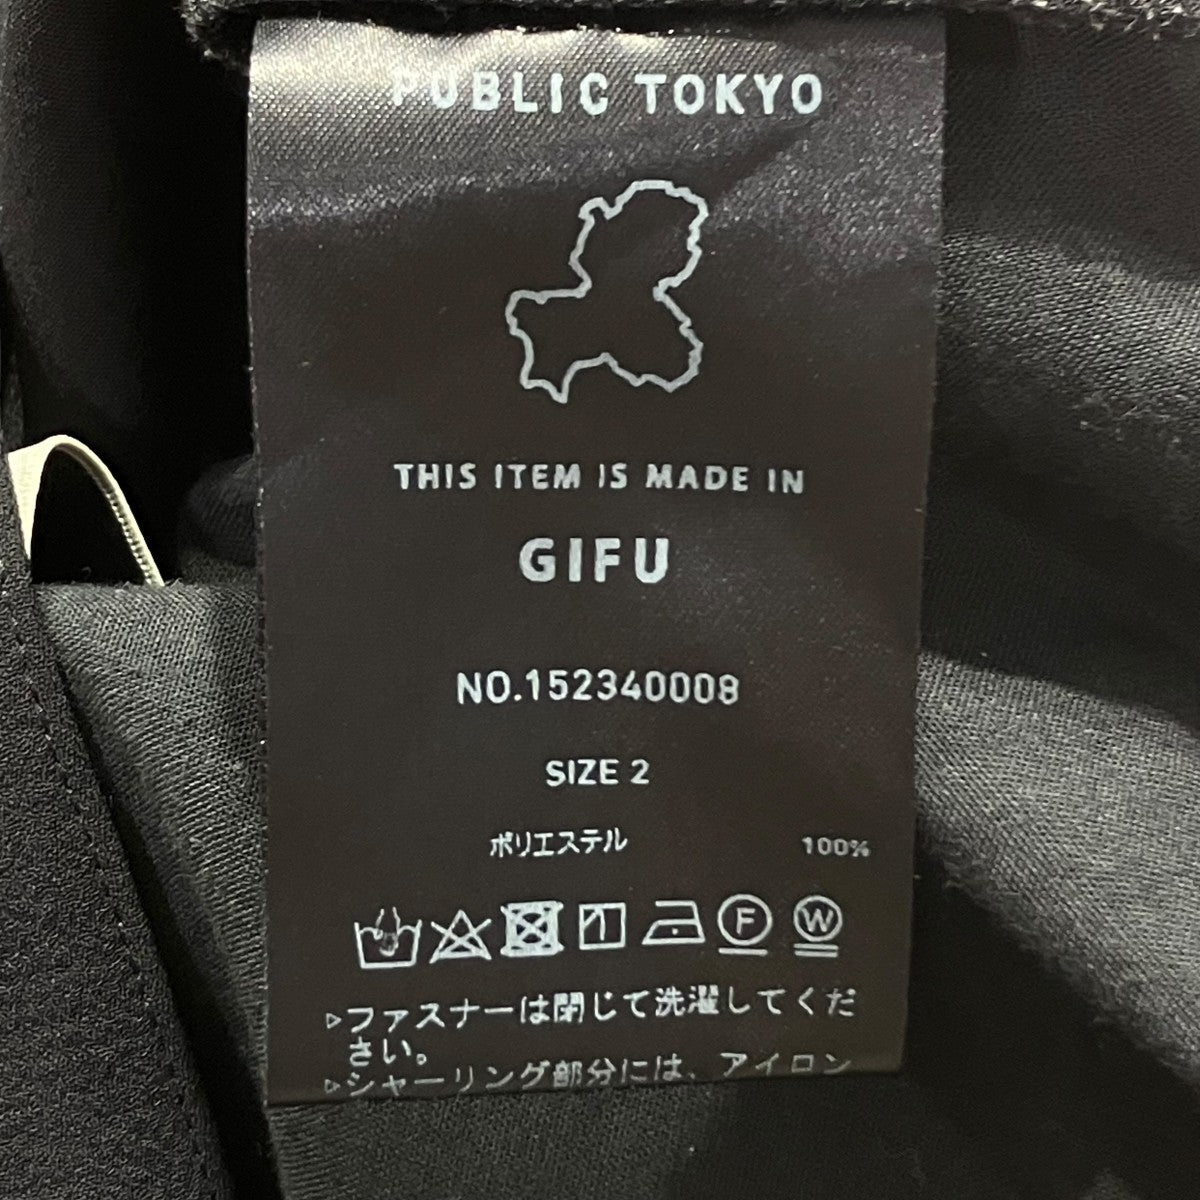 PUBLIC TOKYO
THIS ITEM IS MADE IN
GIFU
NO.152340008
SIZE 2
ポリエステル 100%
F W
▷ファスナーは閉じて洗濯してくだ
さい。
▷シャーリング部分には、アイロン